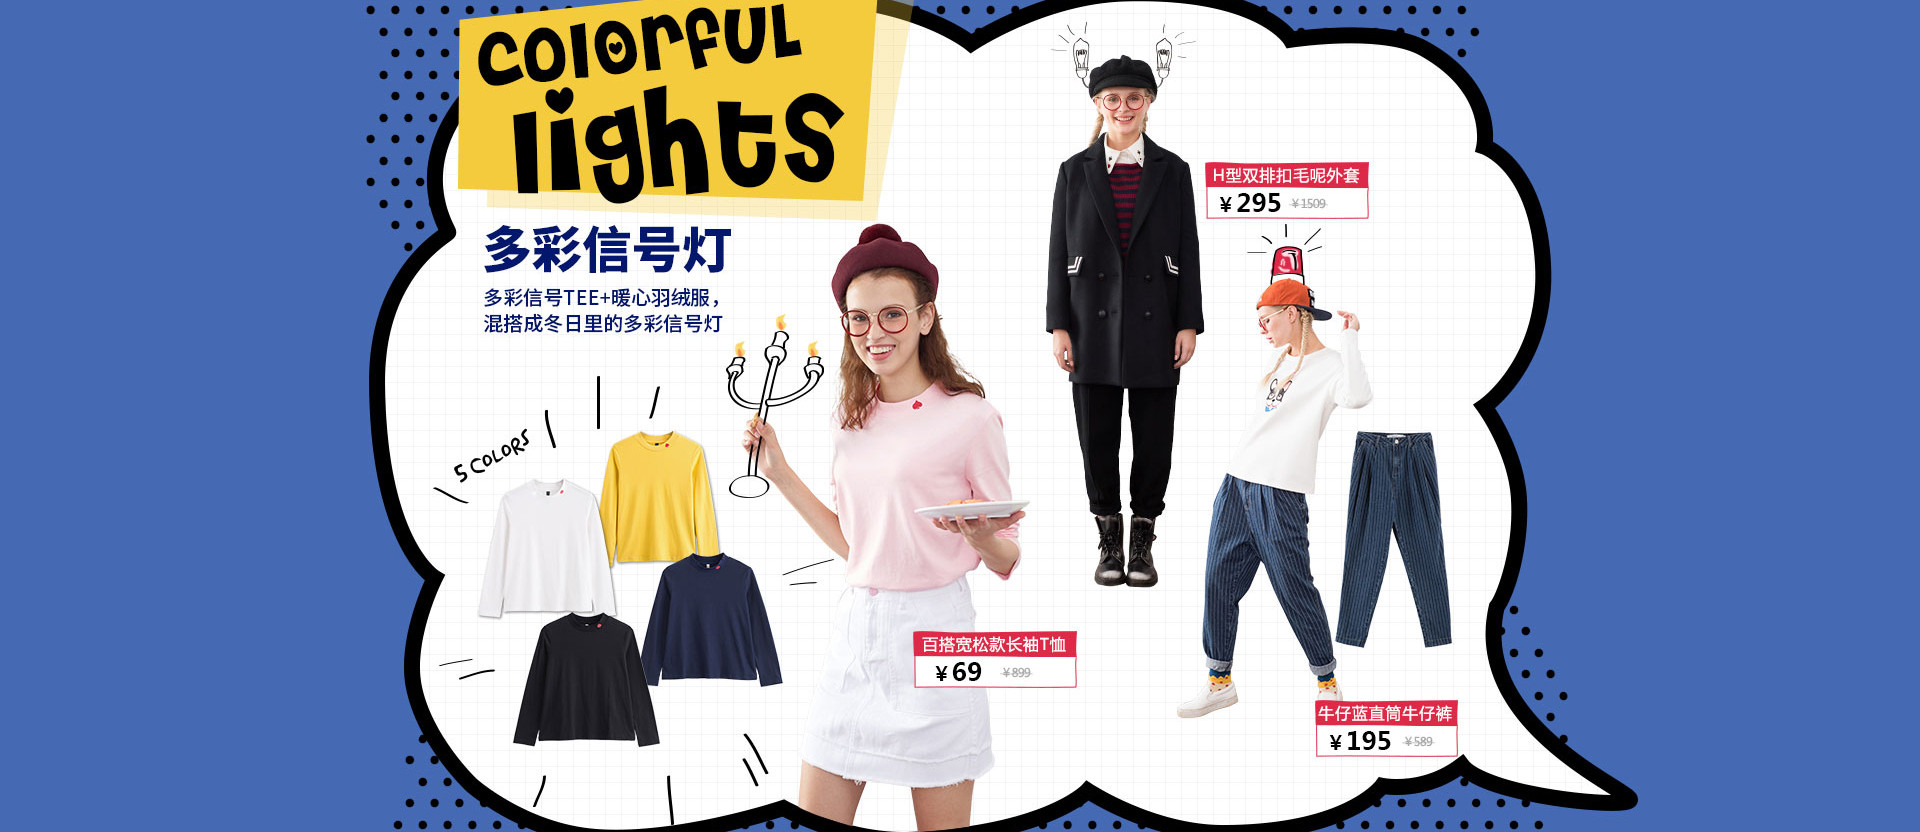 colorful
lights
多彩信号灯
多彩信号TEE+暖心羽绒服，
混搭成冬日里的多彩信号灯
5 COLORS
H型双排扣毛呢外套
¥295 ¥1509
百搭宽松款长袖T恤
¥69 ¥899
牛仔蓝直筒牛仔裤
¥195 ¥589